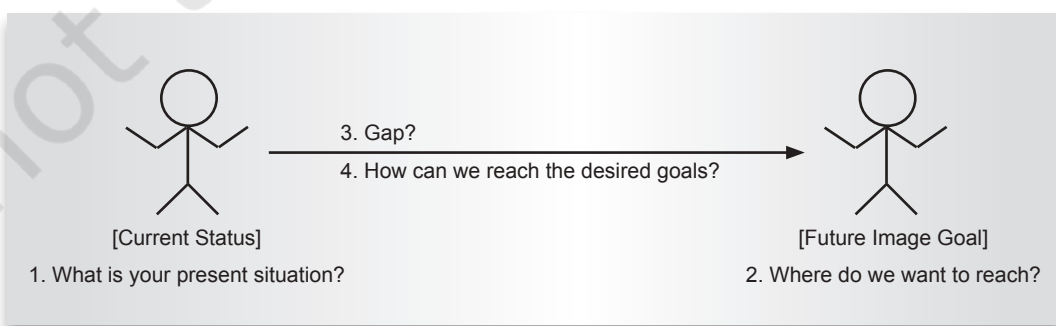 3. Gap?
4. How can we reach the desired goals?
[Current Status]
[Future Image Goal]
1. What is your present situation?
2. Where do we want to reach?